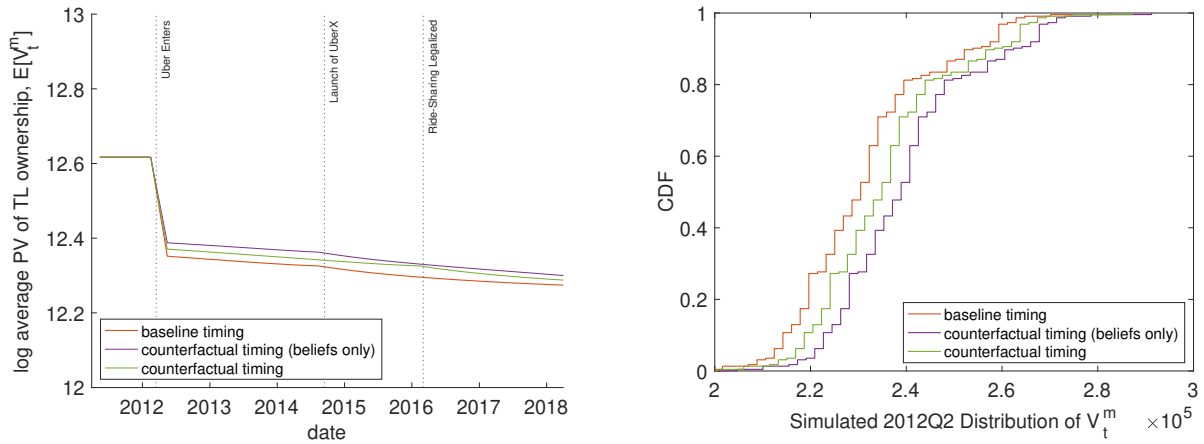 13
12.8
12.6
12.4
12.2
12
log average PV of TL ownership, E[V_t^m]
Uber Enters
Launch of UberX
Ride-Sharing Legalized
baseline timing
counterfactual timing (beliefs only)
counterfactual timing
2012 2013 2014 2015 2016 2017 2018
date
1
0.8
0.6
0.4
0.2
0
CDF
baseline timing
counterfactual timing (beliefs only)
counterfactual timing
2 2.2 2.4 2.6 2.8 3
Simulated 2012Q2 Distribution of V_t^m ×10^5